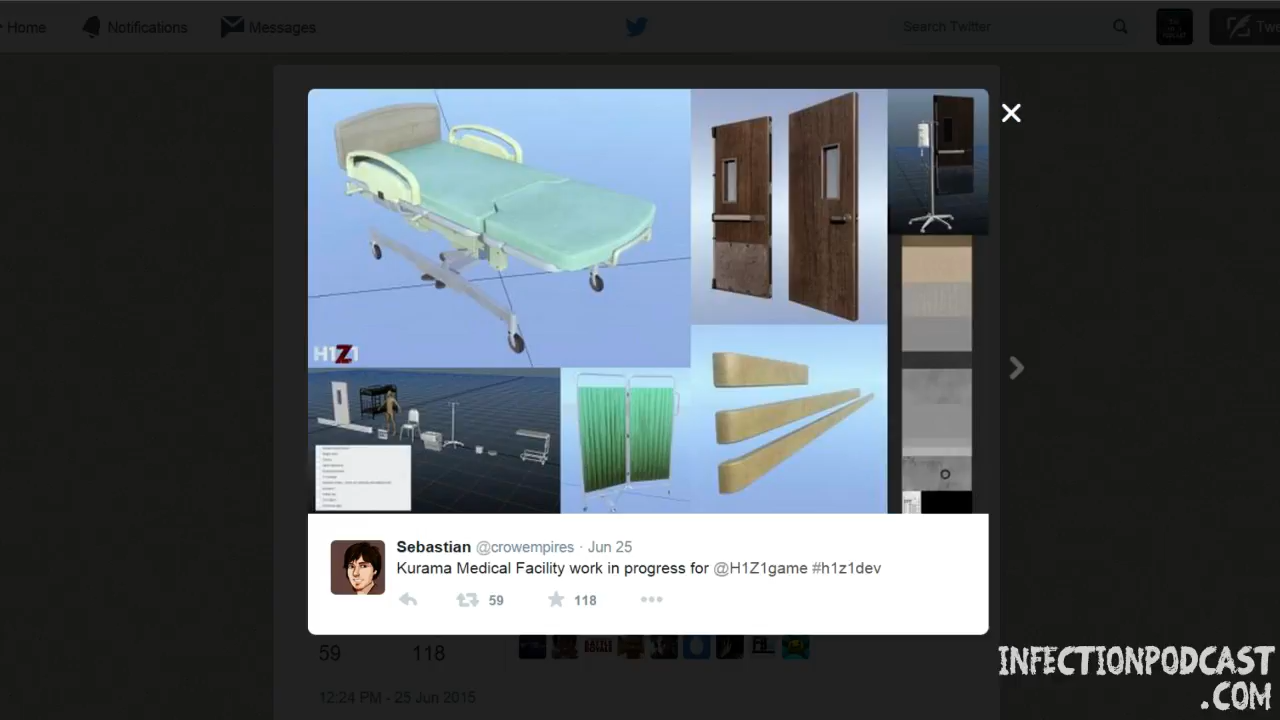 Home
Notifications
Messages
Search Twitter
H1Z1
Sebastian @crowempires · Jun 25
Kurama Medical Facility work in progress for @H1Z1game #h1z1dev
59
118
59
118
12:24 PM - 25 Jun 2015
INFECTIONPODCAST
.COM